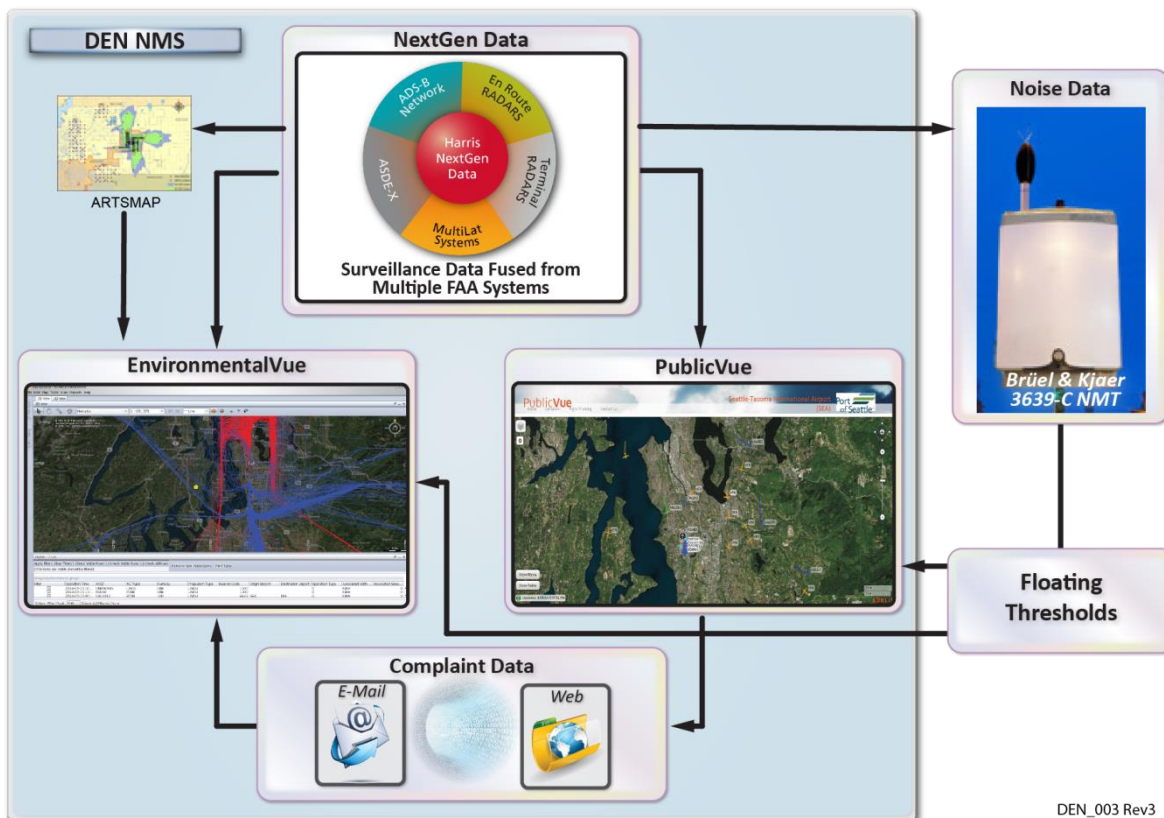 DEN NMS
NextGen Data
ADS-B
Network
En Route
RADARS
Harris
NextGen
Data
ASDE-X
Terminal
RADARS
MultiLat
Systems
Surveillance Data Fused from
Multiple FAA Systems
ARTSMAP
Noise Data
Brüel & Kjaer
3639-C NMT
EnvironmentalVue
PublicVue
PublicVue
Seattle-Tacoma International Airport
(SEA)
Port
of Seattle
Floating
Thresholds
Complaint Data
E-Mail
Web
DEN_003 Rev3